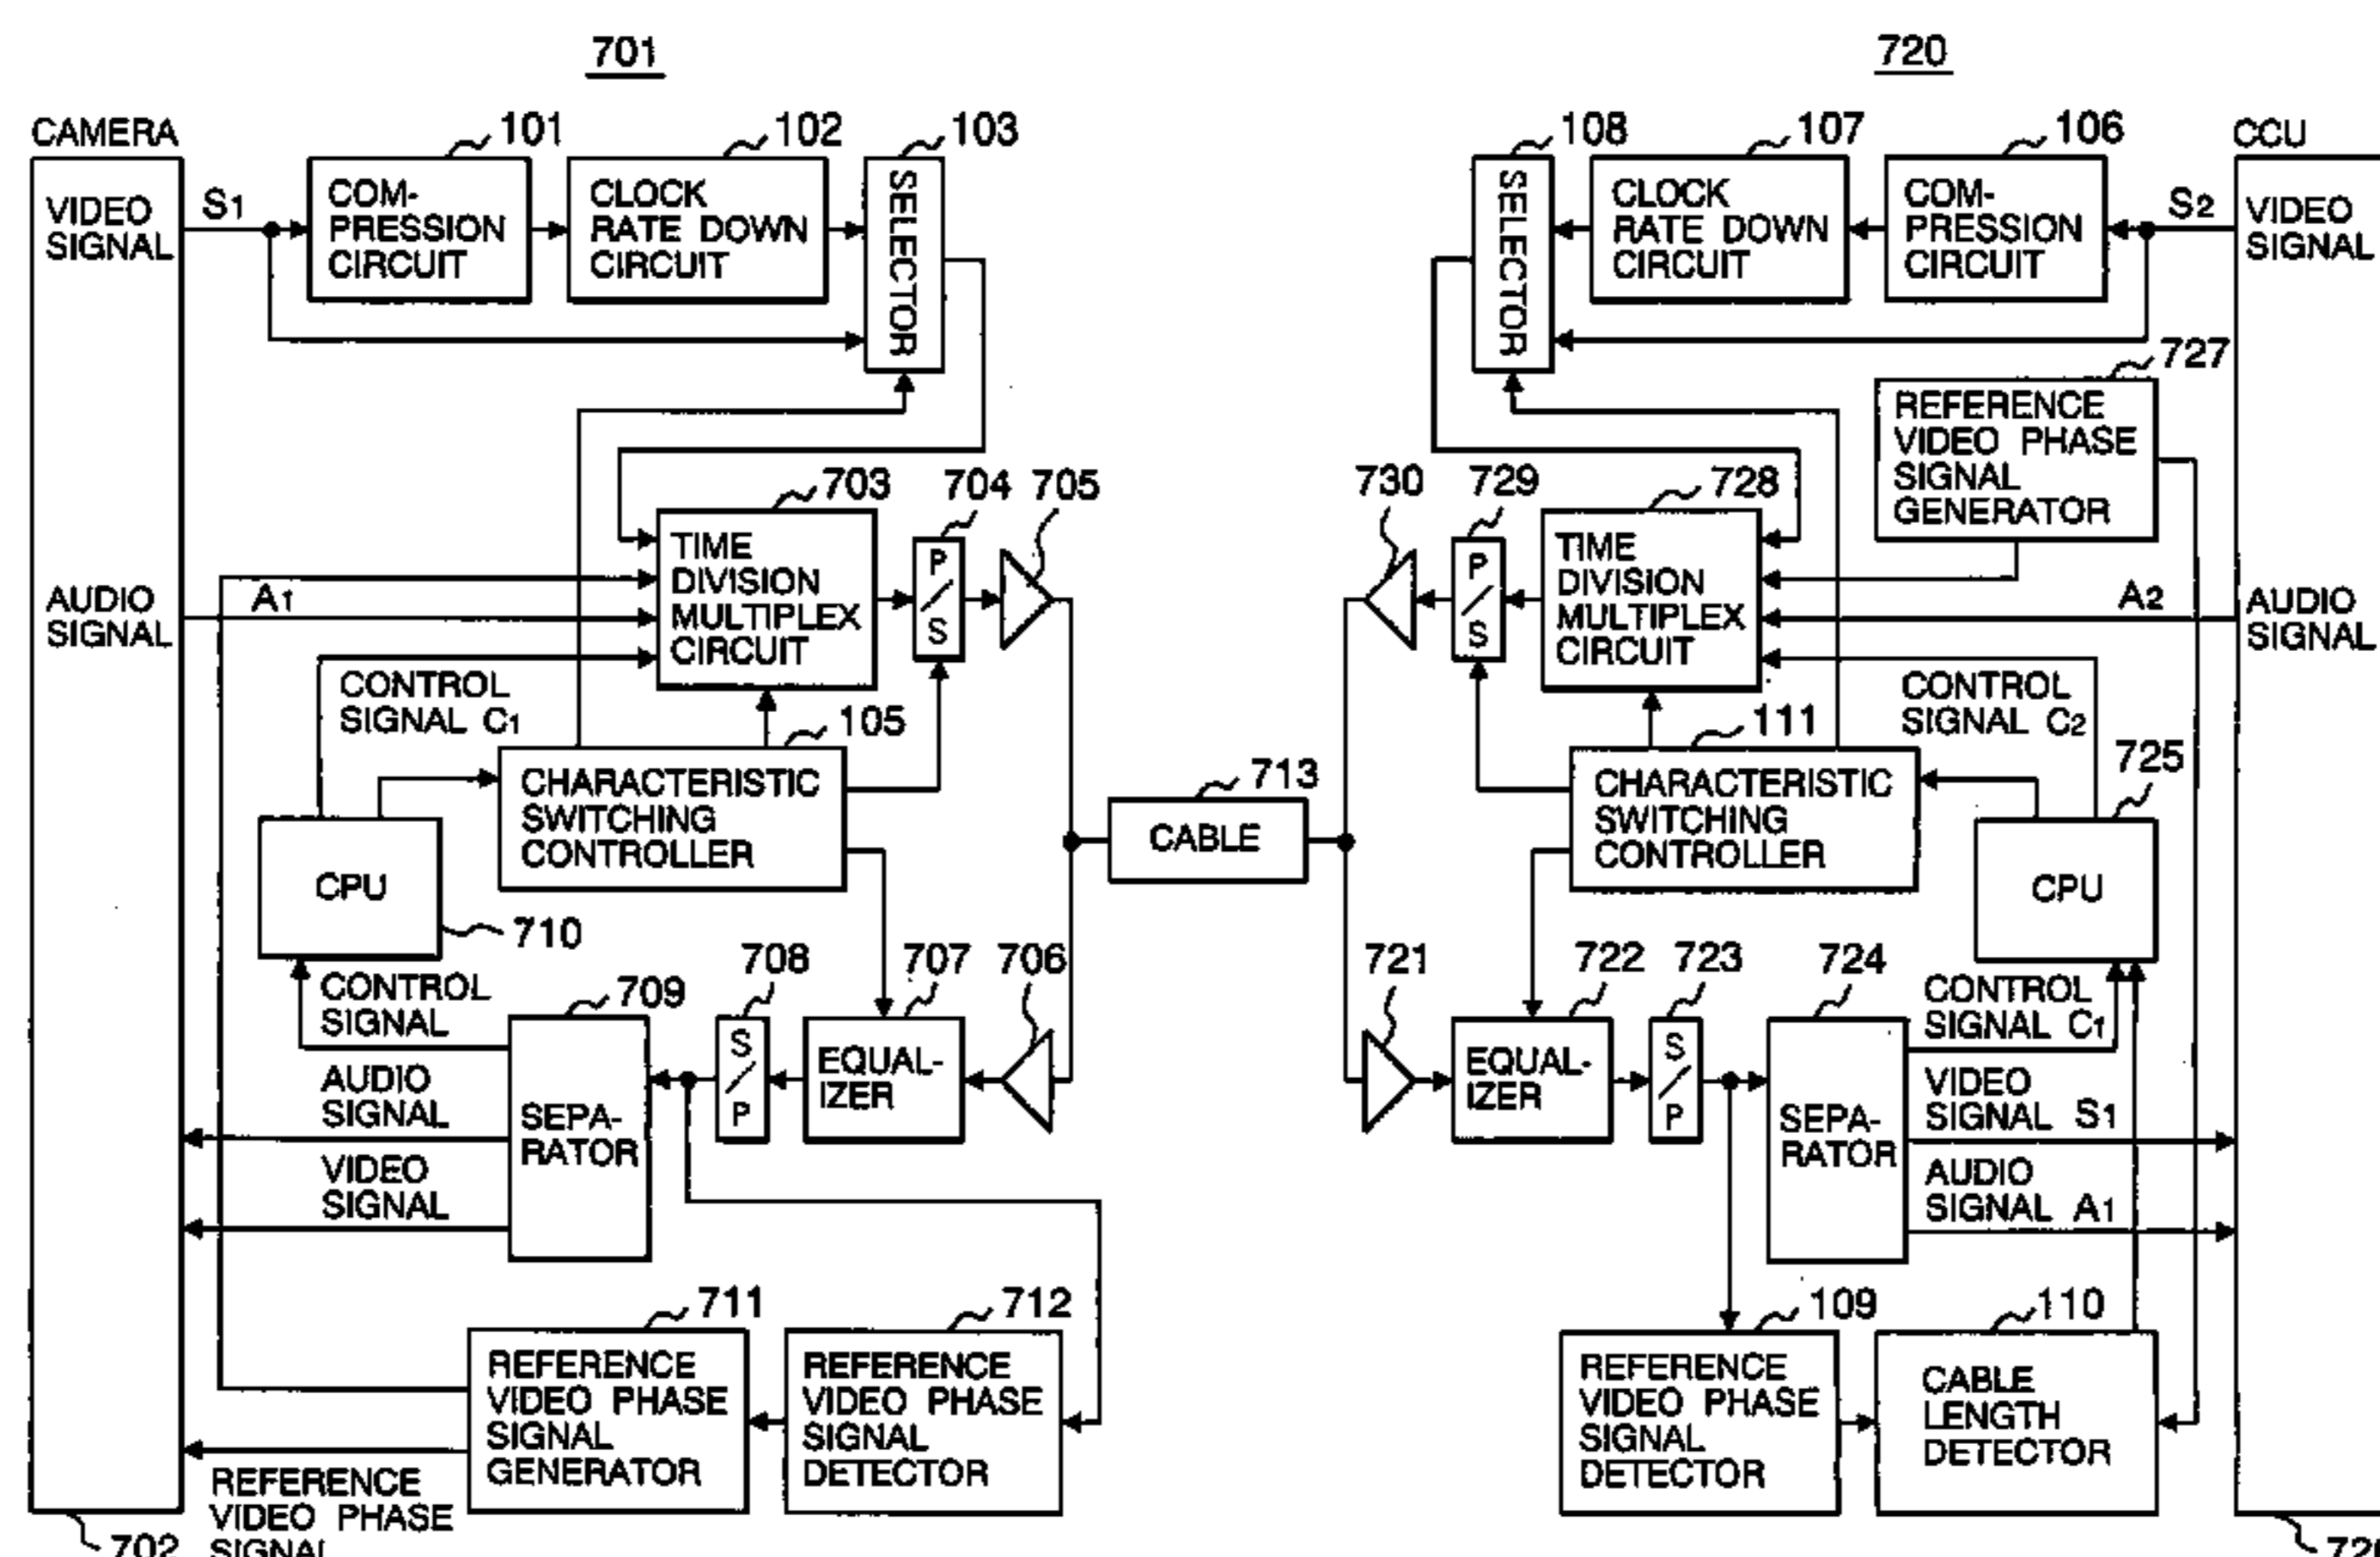 701
720
CAMERA
101
102
103
108
107
106
CCU
VIDEO
SIGNAL
S1
COM-
PRESSION
CIRCUIT
CLOCK
RATE DOWN
CIRCUIT
SELECTOR
SELECTOR
CLOCK
RATE DOWN
CIRCUIT
COM-
PRESSION
CIRCUIT
S2
VIDEO
SIGNAL
727
REFERENCE
VIDEO PHASE
SIGNAL
GENERATOR
703
704
705
730
729
728
AUDIO
SIGNAL
A1
TIME
DIVISION
MULTIPLEX
CIRCUIT
P/S
P/S
TIME
DIVISION
MULTIPLEX
CIRCUIT
A2
AUDIO
SIGNAL
CONTROL
SIGNAL C1
105
111
CONTROL
SIGNAL C2
725
CHARACTERISTIC
SWITCHING
CONTROLLER
713
CABLE
CHARACTERISTIC
SWITCHING
CONTROLLER
CPU
710
CPU
CONTROL
SIGNAL
709
708
707
706
721
722
723
724
CONTROL
SIGNAL C1
AUDIO
SIGNAL
SEPA-
RATOR
S/P
EQUAL-
IZER
EQUAL-
IZER
S/P
SEPA-
RATOR
VIDEO
SIGNAL S1
VIDEO
SIGNAL
AUDIO
SIGNAL A1
711
712
109
110
REFERENCE
VIDEO PHASE
SIGNAL
GENERATOR
REFERENCE
VIDEO PHASE
SIGNAL
DETECTOR
REFERENCE
VIDEO PHASE
SIGNAL
DETECTOR
CABLE
LENGTH
DETECTOR
REFERENCE
VIDEO PHASE
SIGNAL
702